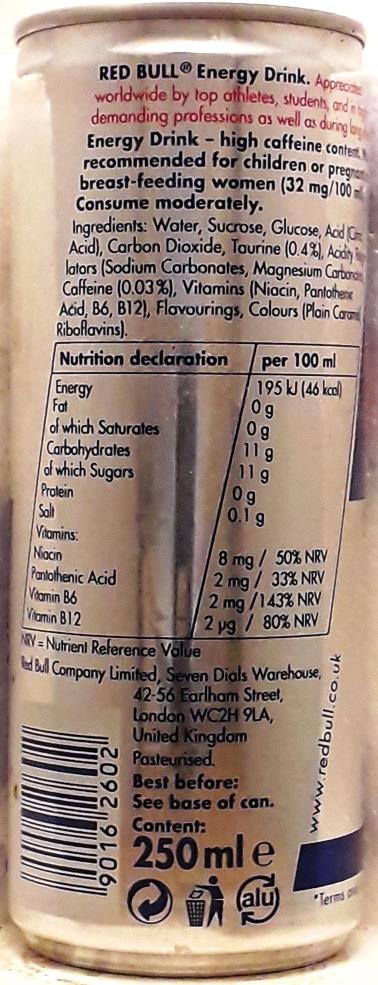 RED BULL® Energy Drink.
worldwide by top athletes, students, and in
demanding professions as well as during long
Energy Drink – high caffeine content.
recommended for children or
breast-feeding women (32 mg/100
Consume moderately.
Ingredients: Water, Sucrose, Glucose, Acid
Acid), Carbon Dioxide, Taurine (0.4%), Acidity
lators (Sodium Carbonates, Magnesium
Caffeine (0.03%), Vitamins (Niacin, Pantothenic
Acid, B6, B12), Flavourings, Colours (Plain Caramel
Riboflavins).
Nutrition declaration per 100 ml
Energy 195 kJ (46 kcal)
Fat 0 g
of which Saturates 0 g
Carbohydrates 11 g
of which Sugars 11 g
Protein 0 g
Salt 0.1 g
Vitamins:
Niacin 8 mg / 50% NRV
Pantothenic Acid 2 mg / 33% NRV
Vitamin B6 2 mg / 143% NRV
Vitamin B12 2 µg / 80% NRV
NRV = Nutrient Reference Value
Red Bull Company Limited, Seven Dials Warehouse,
42-56 Earlham Street,
London WC2H 9LA,
United Kingdom
Pasteurised.
Best before:
See base of can.
Content:
250 ml e
alu
90162602
www.redbull.co.uk
*Terms